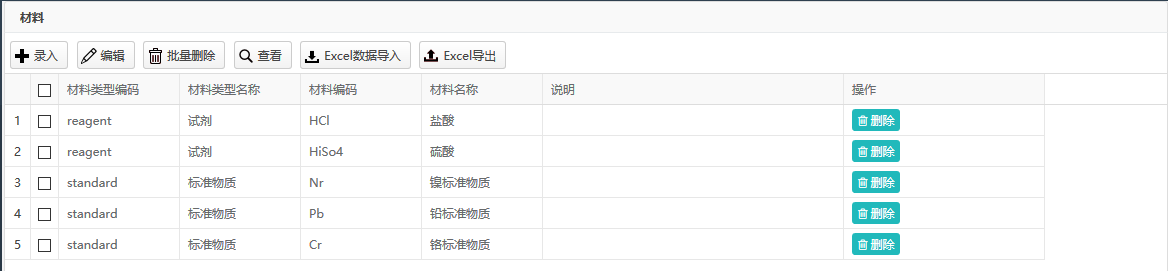 材料
录入 编辑 批量删除 查看 Excel数据导入 Excel导出
材料类型编码 材料类型名称 材料编码 材料名称 说明 操作
1 reagent 试剂 HCl 盐酸 删除
2 reagent 试剂 HiSo4 硫酸 删除
3 standard 标准物质 Nr 镍标准物质 删除
4 standard 标准物质 Pb 铅标准物质 删除
5 standard 标准物质 Cr 铬标准物质 删除